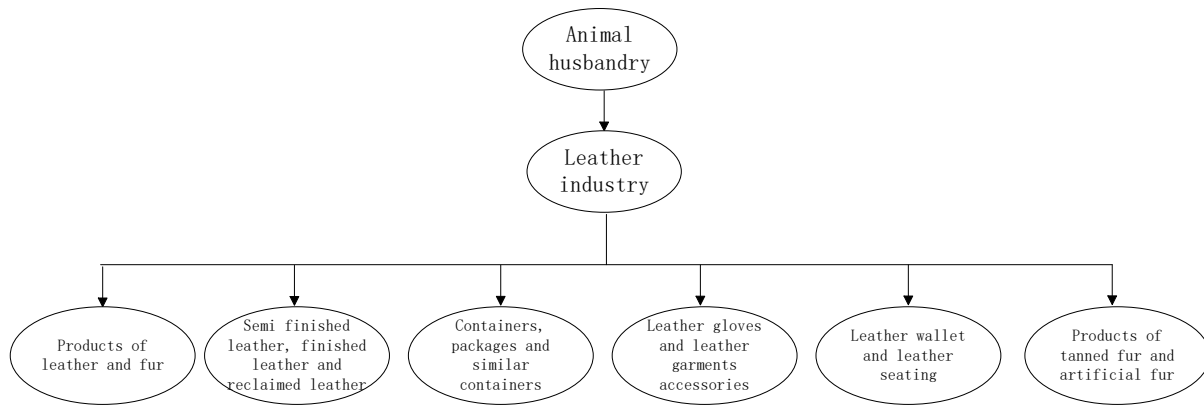 Animal
husbandry
Leather
industry
Products of
leather and fur
Semi finished
leather, finished
leather and
reclaimed leather
Containers,
packages and
similar
containers
Leather gloves
and leather
garments
accessories
Leather wallet
and leather
seating
Products of
tanned fur and
artificial fur